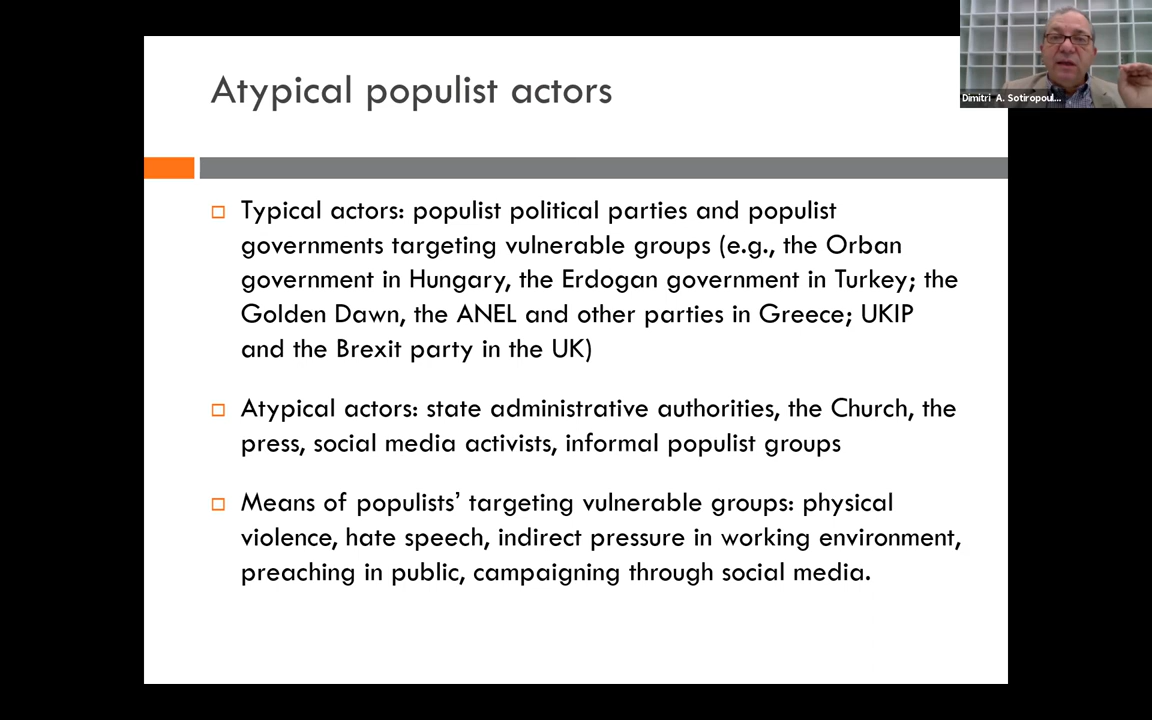 Atypical populist actors
Dimitri A. Sotiropoul...
Typical actors: populist political parties and populist
governments targeting vulnerable groups (e.g., the Orban
government in Hungary, the Erdogan government in Turkey; the
Golden Dawn, the ANEL and other parties in Greece; UKIP
and the Brexit party in the UK)
Atypical actors: state administrative authorities, the Church, the
press, social media activists, informal populist groups
Means of populists’ targeting vulnerable groups: physical
violence, hate speech, indirect pressure in working environment,
preaching in public, campaigning through social media.